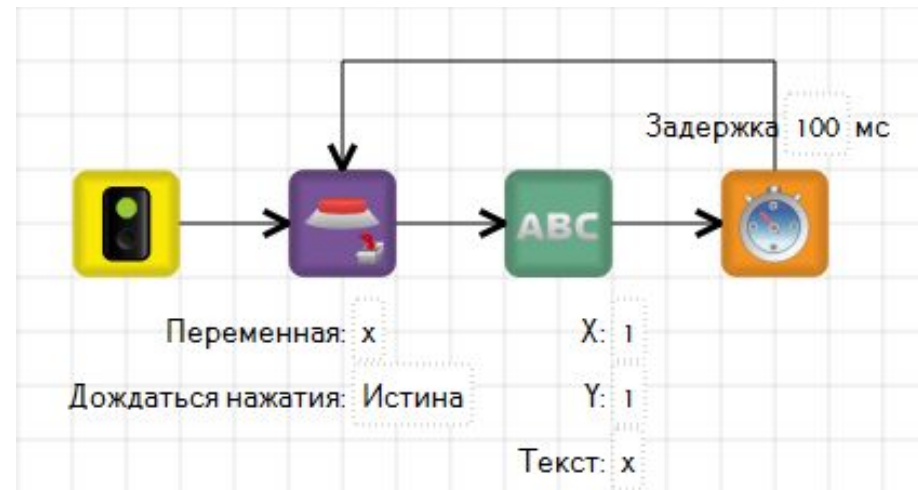 Задержка 100 мс
ABC
Переменная: x
Дождаться нажатия: Истина
X: 1
Y: 1
Текст: x